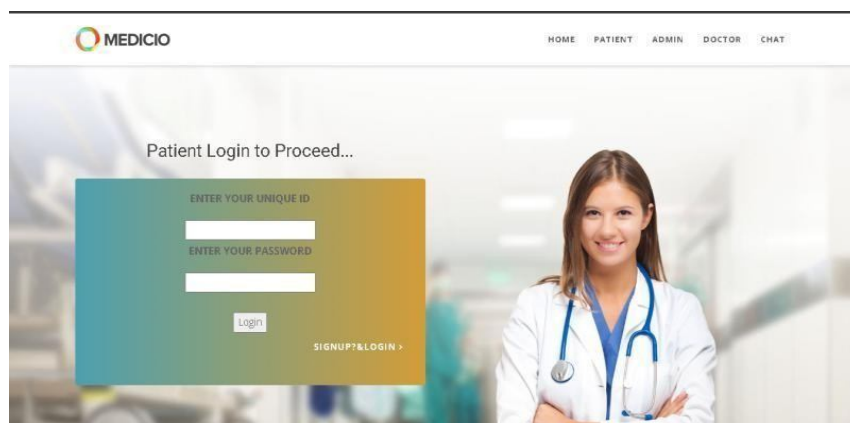 MEDICIO
HOME PATIENT ADMIN DOCTOR CHAT
Patient Login to Proceed...
ENTER YOUR UNIQUE ID
ENTER YOUR PASSWORD
Login
SIGNUP?&LOGIN ›